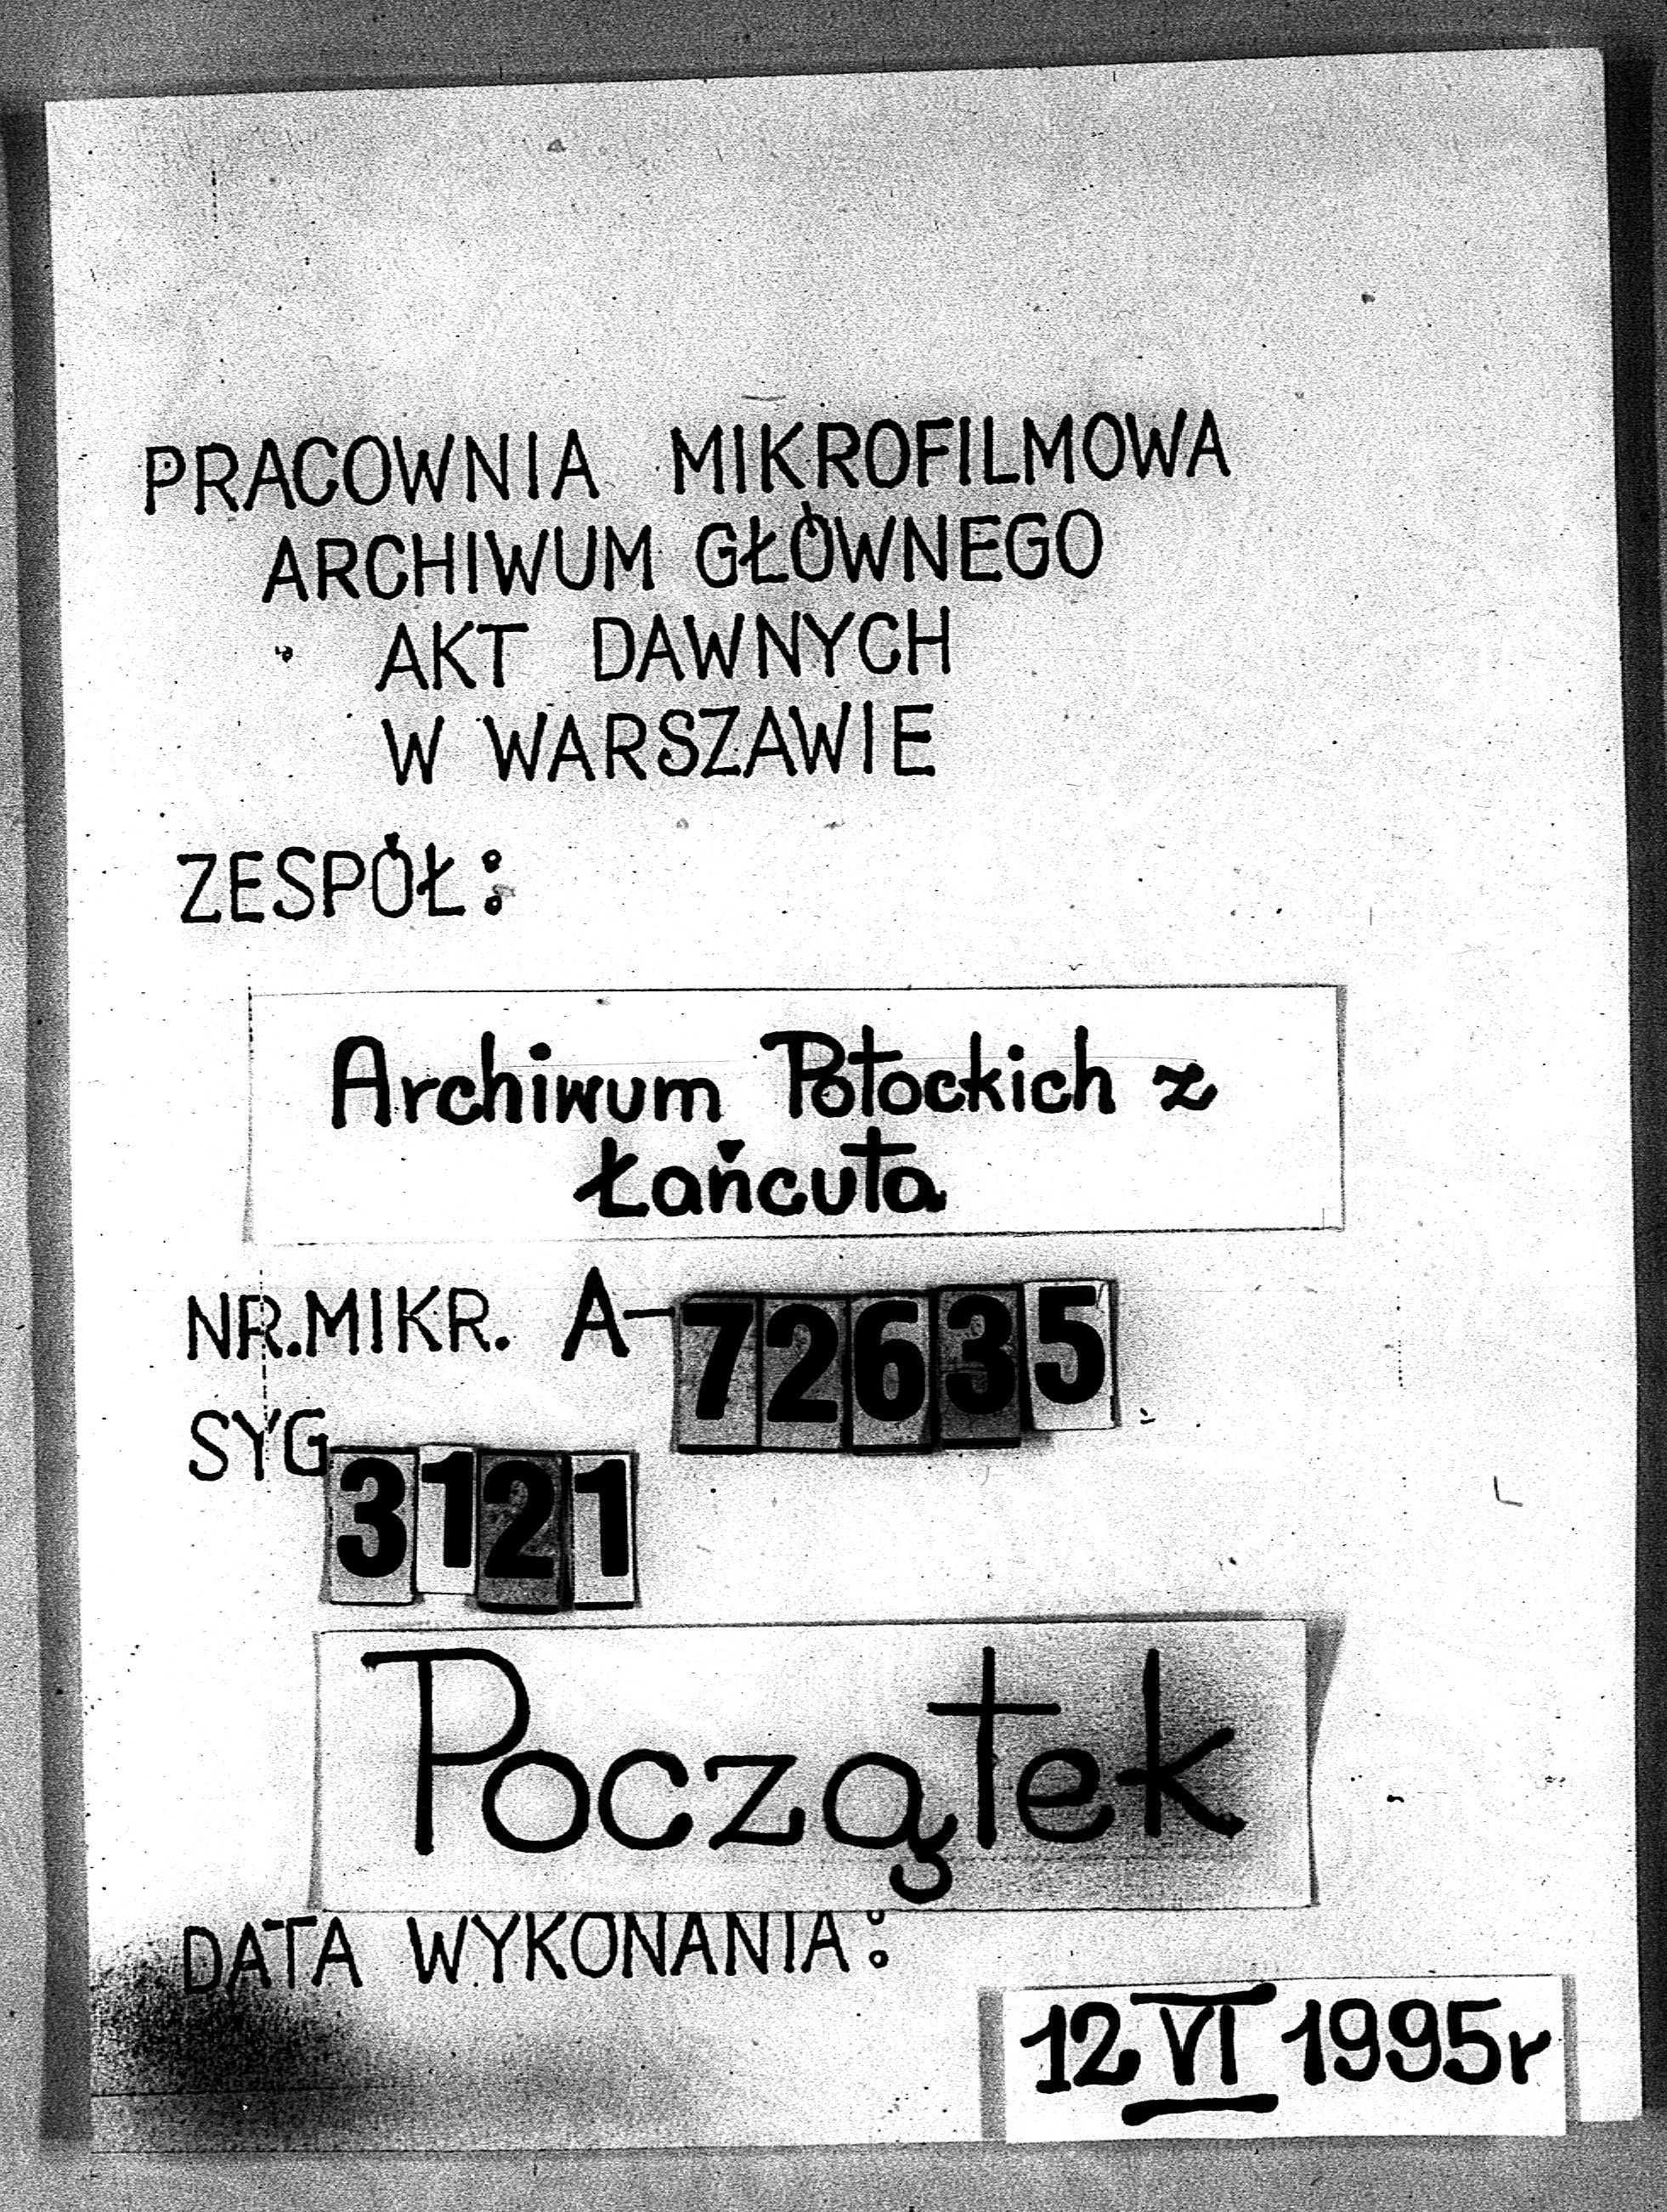 PRACOWNIA MIKROFILMOWA
ARCHIWUM GŁÓWNEGO
AKT DAWNYCH
W WARSZAWIE
ZESPÓŁ:
Archiwum Potockich z
Łańcuta
NR.MIKR. A-72635
SYG 3121
Początek
DATA WYKONANIA:
12 VI 1995r